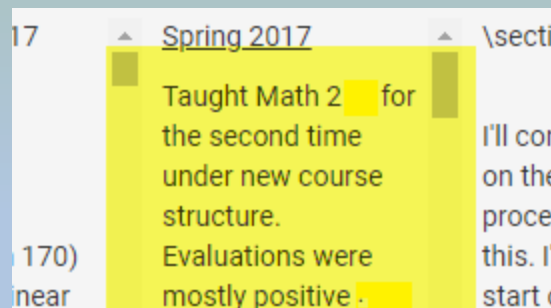 17
170)
inear
Spring 2017
Taught Math 2 for
the second time
under new course
structure.
Evaluations were
mostly positive
\secti
I'll co
on the
proce
this. I'
start